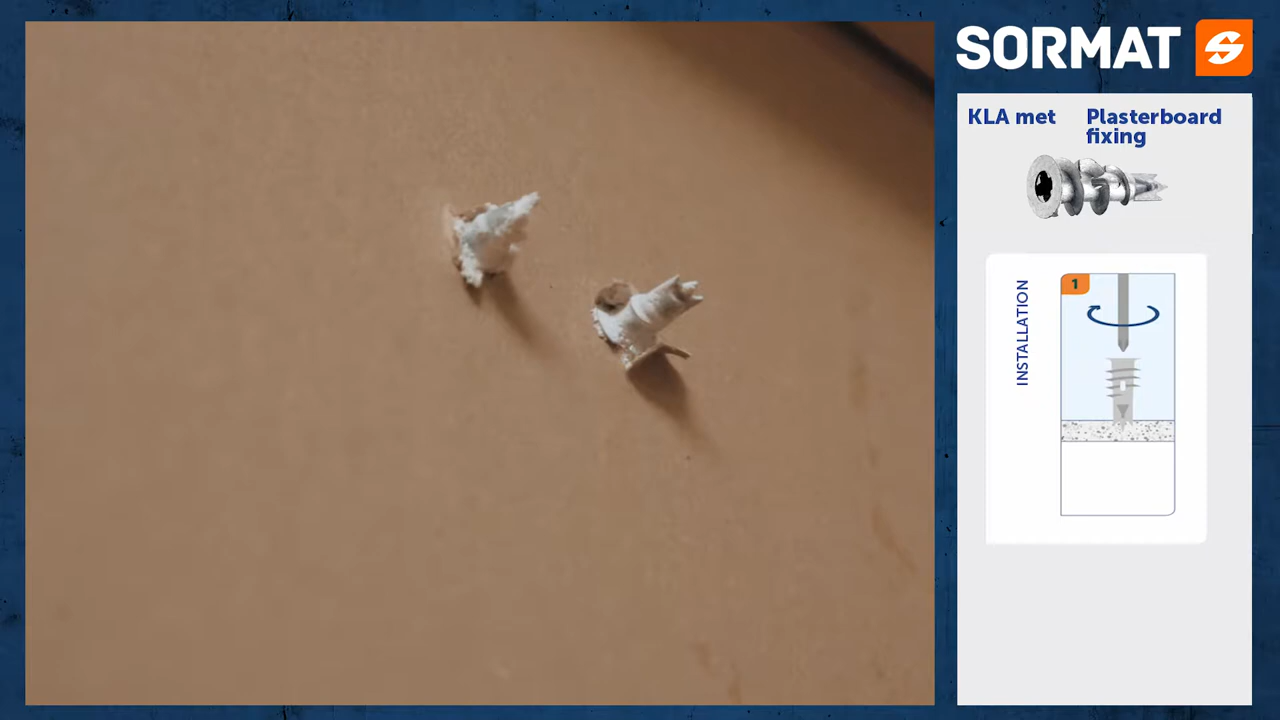 SORMAT
KLA met
Plasterboard
fixing
INSTALLATION
1